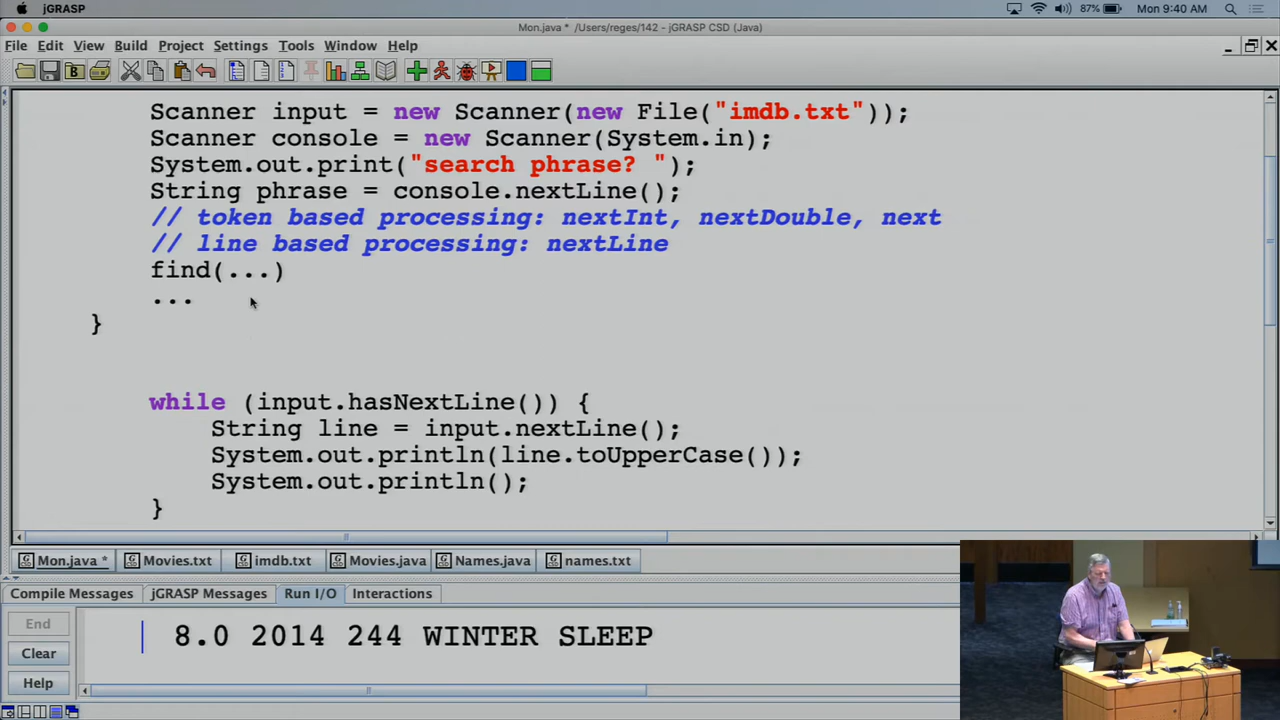 jGRASP
87%
Mon 9:40 AM
Mon.java * /Users/reges/142 - jGRASP CSD (Java)
File Edit View Build Project Settings Tools Window Help
Scanner input = new Scanner(new File("imdb.txt"));
Scanner console = new Scanner(System.in);
System.out.print("search phrase? ");
String phrase = console.nextLine();
// token based processing: nextInt, nextDouble, next
// line based processing: nextLine
find(...)
...
}
while (input.hasNextLine()) {
String line = input.nextLine();
System.out.println(line.toUpperCase());
System.out.println();
}
Mon.java * Movies.txt imdb.txt Movies.java Names.java names.txt
Compile Messages jGRASP Messages Run I/O Interactions
End
Clear
Help
8.0 2014 244 WINTER SLEEP